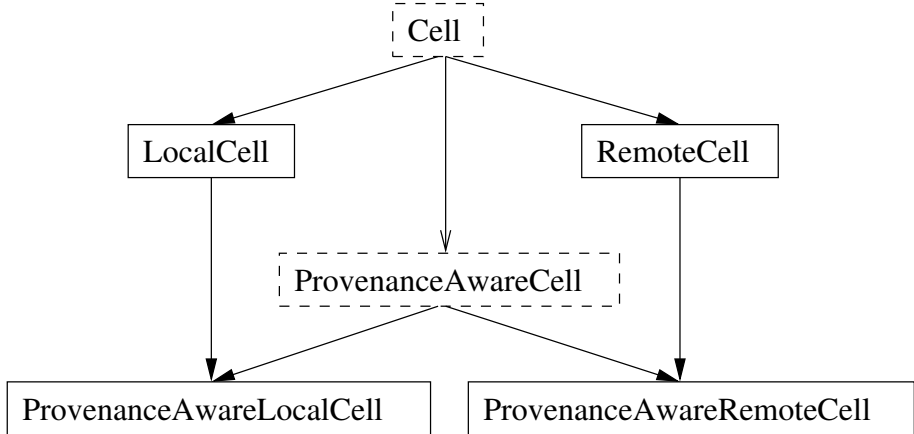 Cell
LocalCell
RemoteCell
ProvenanceAwareCell
ProvenanceAwareLocalCell
ProvenanceAwareRemoteCell